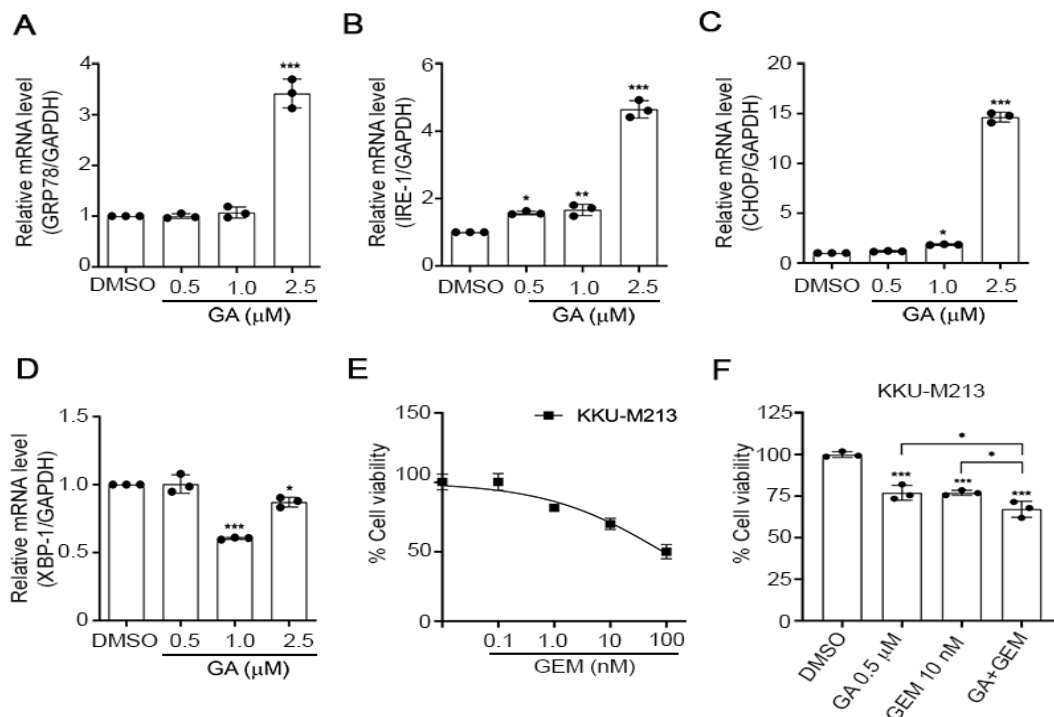 A
Relative mRNA level
(GRP78/GAPDH)
4
3
2
1
0
***
DMSO
0.5
1.0
2.5
GA (μM)
B
Relative mRNA level
(IRE-1/GAPDH)
6
4
2
0
*
**
***
DMSO
0.5
1.0
2.5
GA (μM)
C
Relative mRNA level
(CHOP/GAPDH)
20
15
10
5
0
*
***
DMSO
0.5
1.0
2.5
GA (μM)
D
Relative mRNA level
(XBP-1/GAPDH)
1.5
1.0
0.5
0
***
*
DMSO
0.5
1.0
2.5
GA (μM)
E
% Cell viability
150
100
50
0
KKU-M213
0.1
1.0
10
100
GEM (nM)
F
KKU-M213
% Cell viability
125
100
75
50
25
0
*
*
***
***
***
DMSO
GA 0.5 μM
GEM 10 nM
GA+GEM